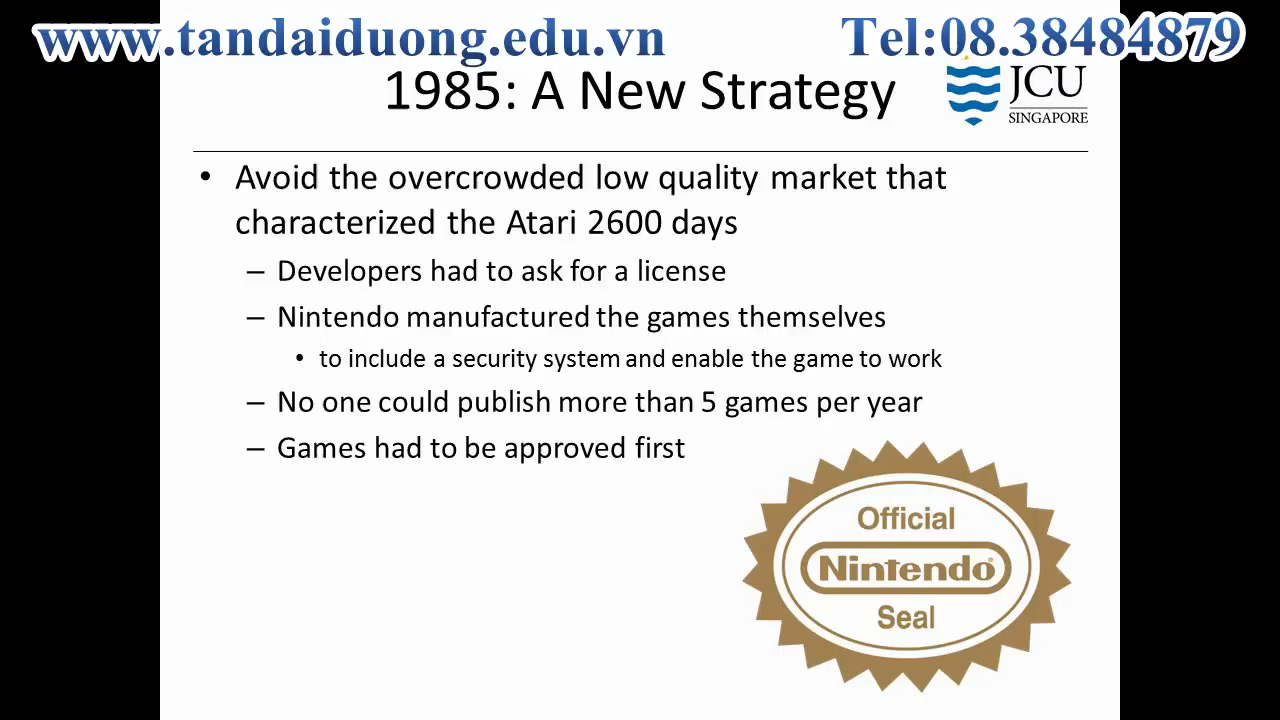 www.tandaiduong.edu.vn
Tel:08.38484879
1985: A New Strategy
JCU
SINGAPORE
• Avoid the overcrowded low quality market that
characterized the Atari 2600 days
– Developers had to ask for a license
– Nintendo manufactured the games themselves
• to include a security system and enable the game to work
– No one could publish more than 5 games per year
– Games had to be approved first
Official
Nintendo®
Seal